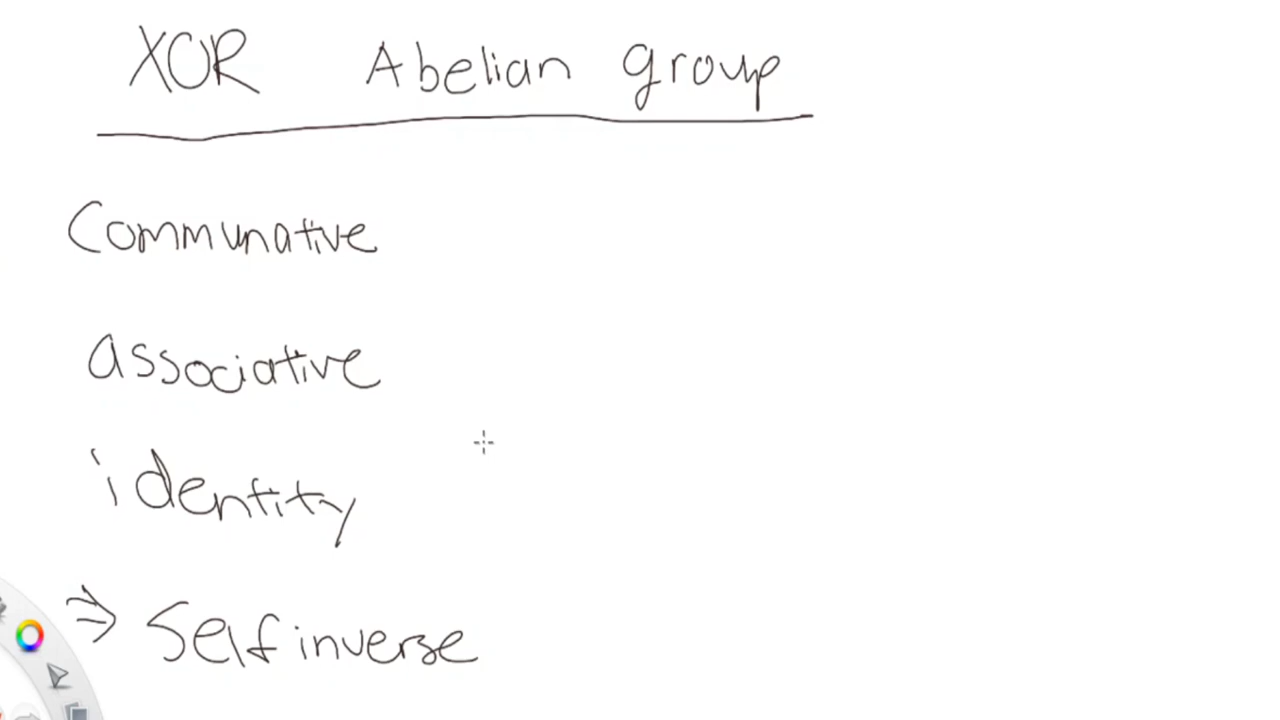 XOR Abelian group
Communative
associative
identity
⇒ Self inverse